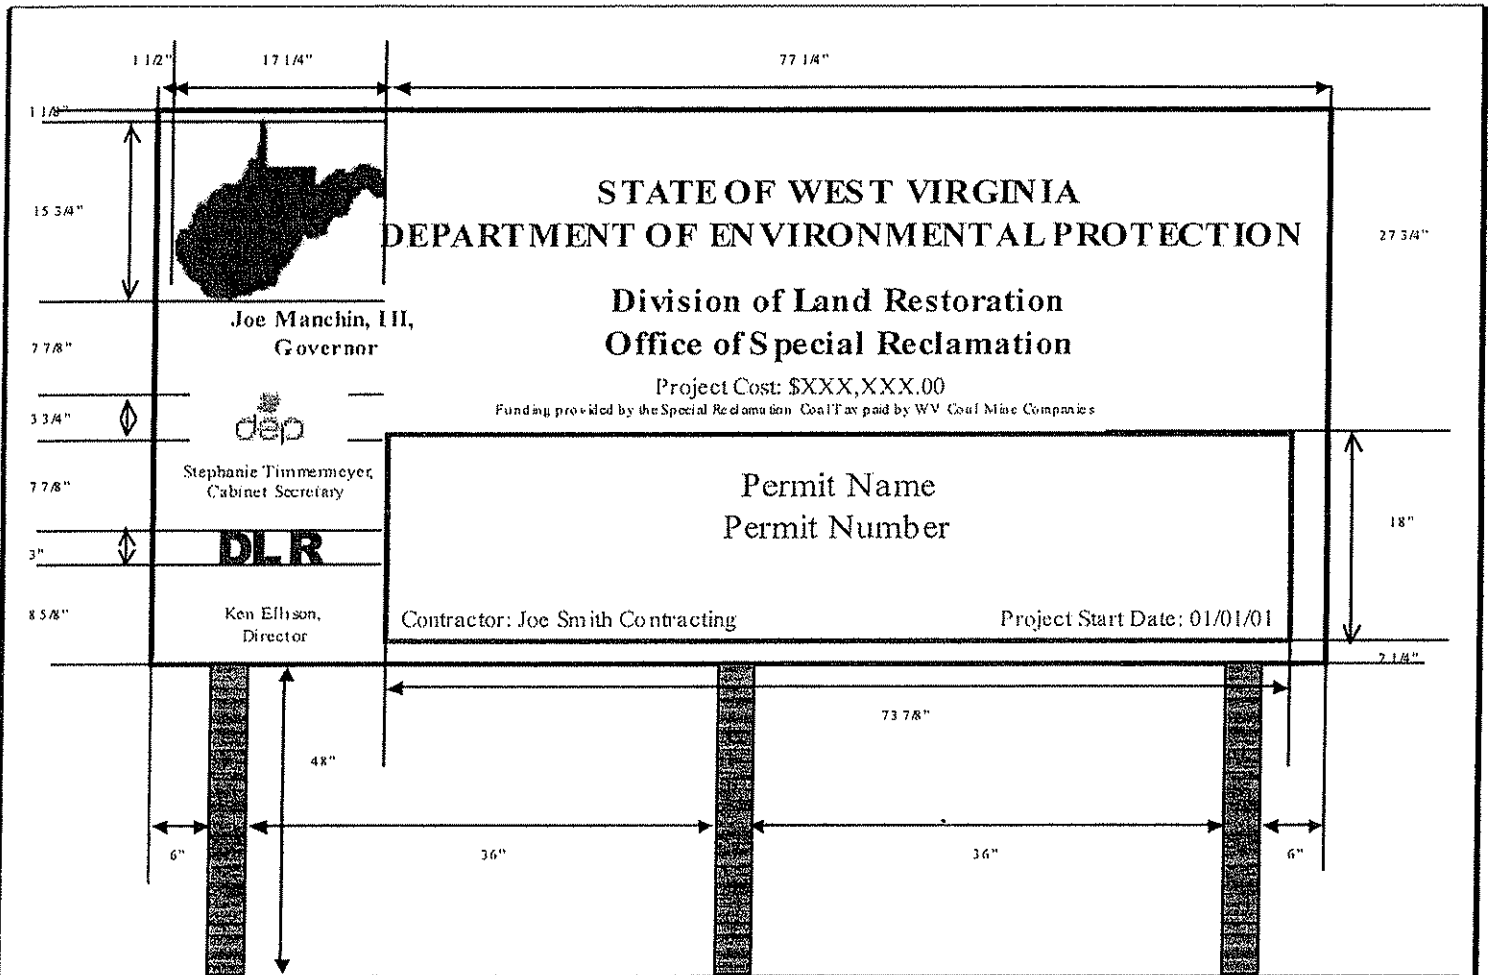 1 1/2" 17 1/4" 77 1/4"
1 1/8"
15 3/4"
STATE OF WEST VIRGINIA
DEPARTMENT OF ENVIRONMENTAL PROTECTION
27 3/4"
Division of Land Restoration
Office of Special Reclamation
Joe Manchin, III,
Governor
7 7/8"
Project Cost: $XXX,XXX.00
Funding provided by the Special Reclamation Coal Tax paid by WV Coal Mine Companies
3 3/4"
dep
Stephanie Timmermeyer,
Cabinet Secretary
7 7/8"
Permit Name
Permit Number
18"
DLR
3"
Ken Ellison,
Director
8 5/8"
Contractor: Joe Smith Contracting Project Start Date: 01/01/01
2 1/4"
73 7/8"
48"
6" 36" 36" 6"